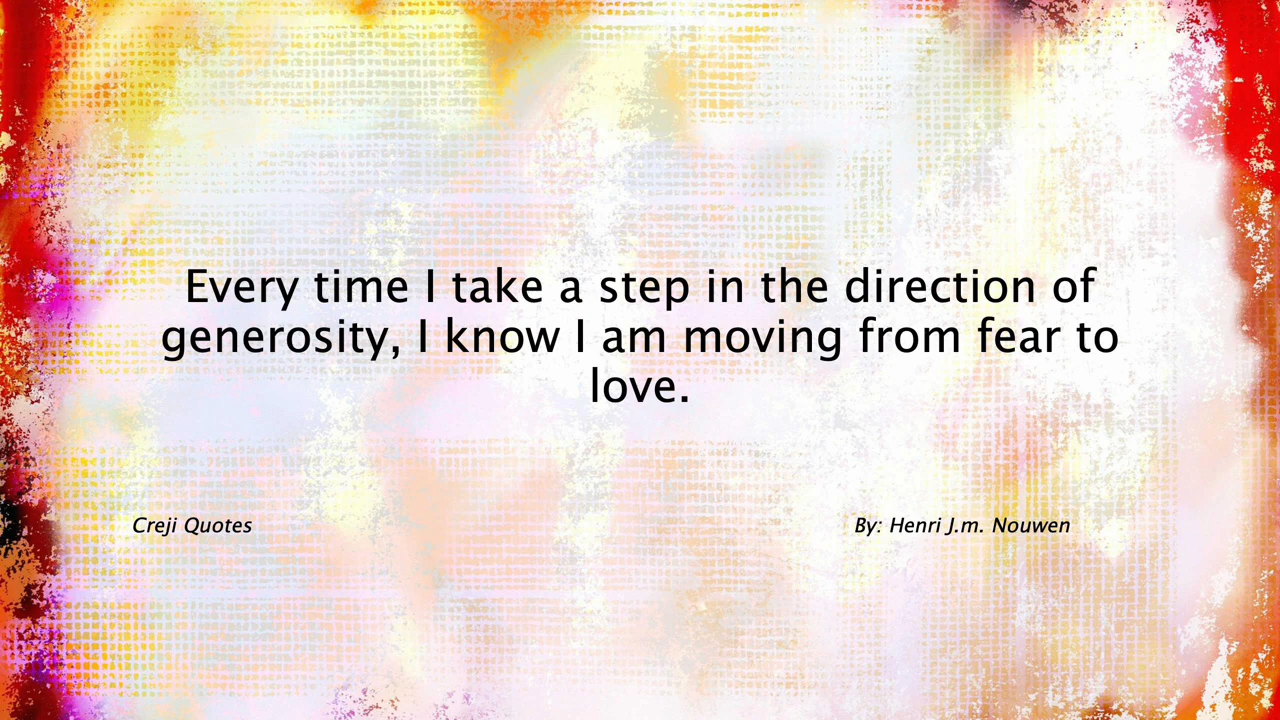 Every time I take a step in the direction of
generosity, I know I am moving from fear to
love.
Creji Quotes
By: Henri J.m. Nouwen